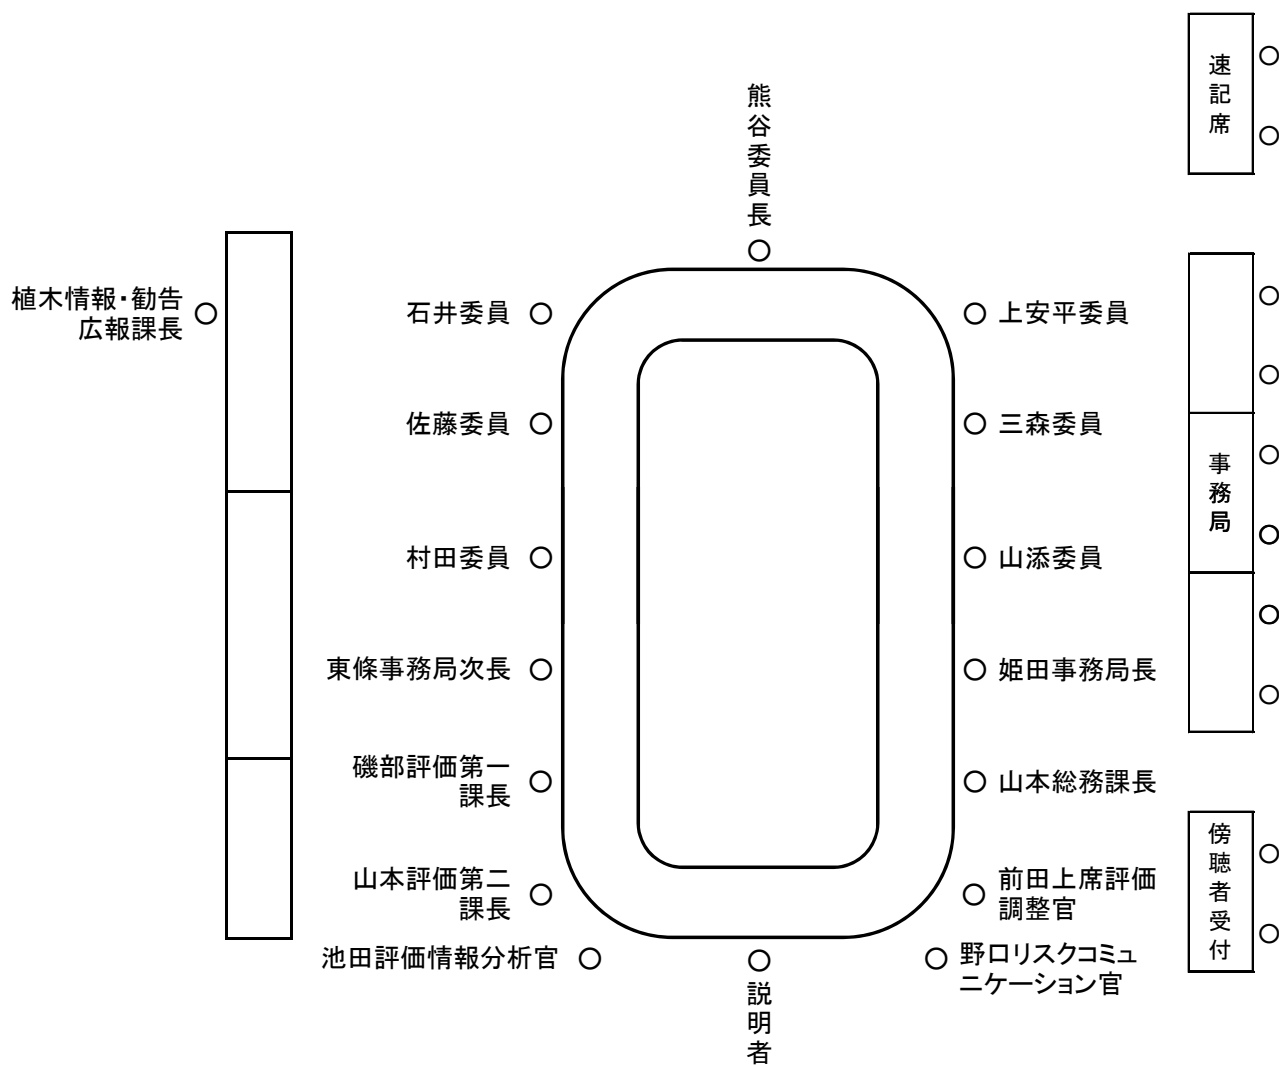 速記席
熊谷委員長
植木情報・勧告
広報課長
石井委員
上安平委員
佐藤委員
三森委員
事務局
村田委員
山添委員
東條事務局次長
姫田事務局長
磯部評価第一
課長
山本総務課長
山本評価第二
課長
前田上席評価
調整官
傍聴者受付
池田評価情報分析官
野口リスクコミュ
ニケーション官
説明者